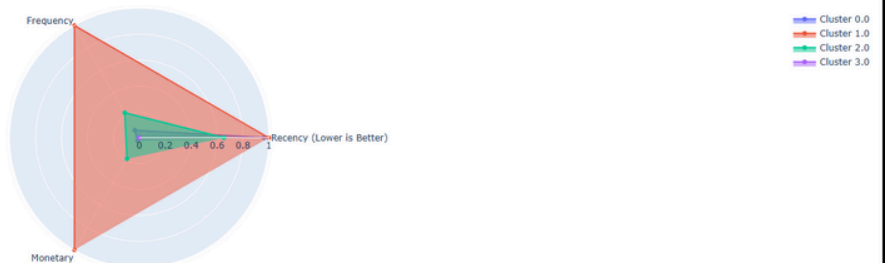 Frequency
Cluster 0.0
Cluster 1.0
Cluster 2.0
Cluster 3.0
Recency (Lower is Better)
0 0.2 0.4 0.6 0.8 1
Monetary